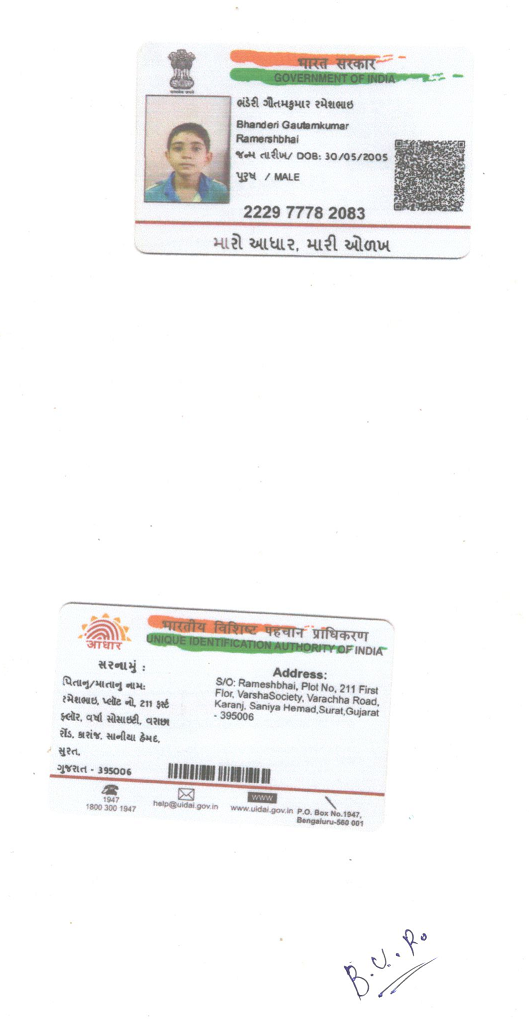 भारत सरकार
GOVERNMENT OF INDIA
ભંડેરી ગૌતમકુમાર રમેશભાઇ
Bhanderi Gautamkumar
Ramershbhai
જન્મ તારીખ/ DOB: 30/05/2005
પુરુષ / MALE
2229 7778 2083
મારો આધાર, મારી ઓળખ
भारतीय विशिष्ट पहचान प्राधिकरण
UNIQUE IDENTIFICATION AUTHORITY OF INDIA
आधार
સરનામું :
પિતાનુ/માતાનુ નામ:
રમેશભાઇ, પ્લોટ નો, 211 ફર્સ્ટ
ફ્લોર, વર્ષા સોસાઇટી, વરાછા
રોડ, કારંજ, સાનીયા હેમદ,
સુરત,
ગુજરાત - 395006
Address:
S/O: Rameshbhai, Plot No, 211 First
Flor, VarshaSociety, Varachha Road,
Karanj, Saniya Hemad,Surat,Gujarat
- 395006
1947
1800 300 1947
help@uidai.gov.in
www
www.uidai.gov.in
P.O. Box No.1947,
Bengaluru-560 001
B.V.R.